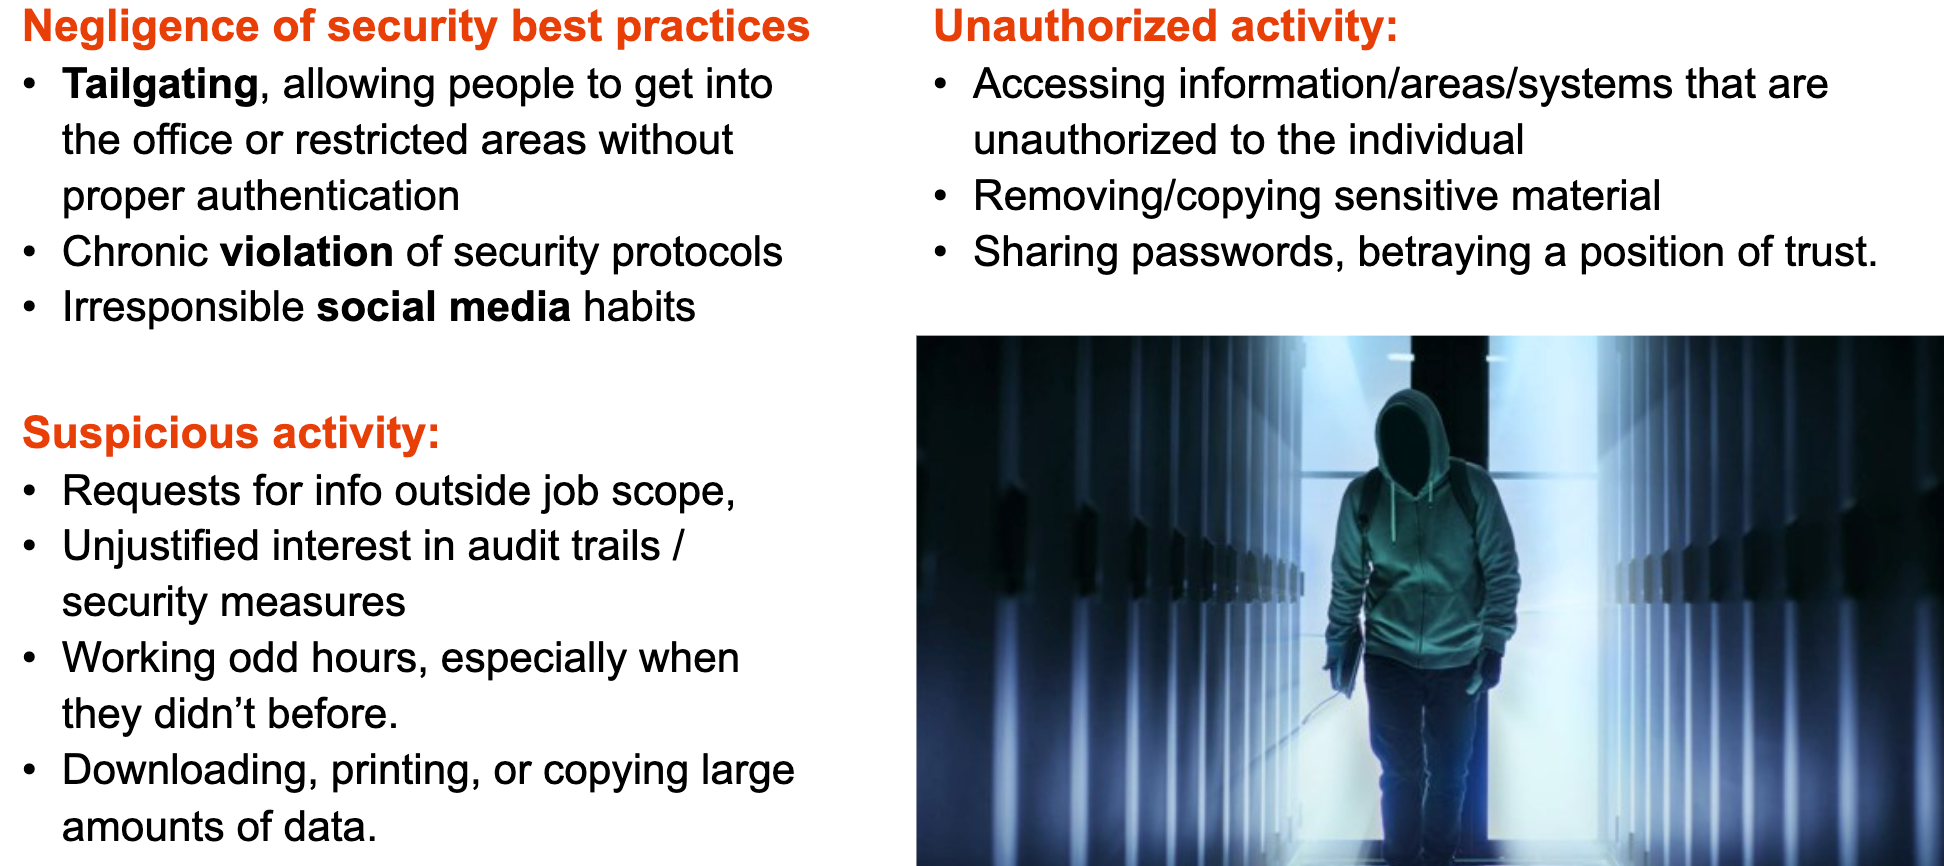 Negligence of security best practices
• Tailgating, allowing people to get into
the office or restricted areas without
proper authentication
• Chronic violation of security protocols
• Irresponsible social media habits
Suspicious activity:
• Requests for info outside job scope,
• Unjustified interest in audit trails /
security measures
• Working odd hours, especially when
they didn’t before.
• Downloading, printing, or copying large
amounts of data.
Unauthorized activity:
• Accessing information/areas/systems that are
unauthorized to the individual
• Removing/copying sensitive material
• Sharing passwords, betraying a position of trust.